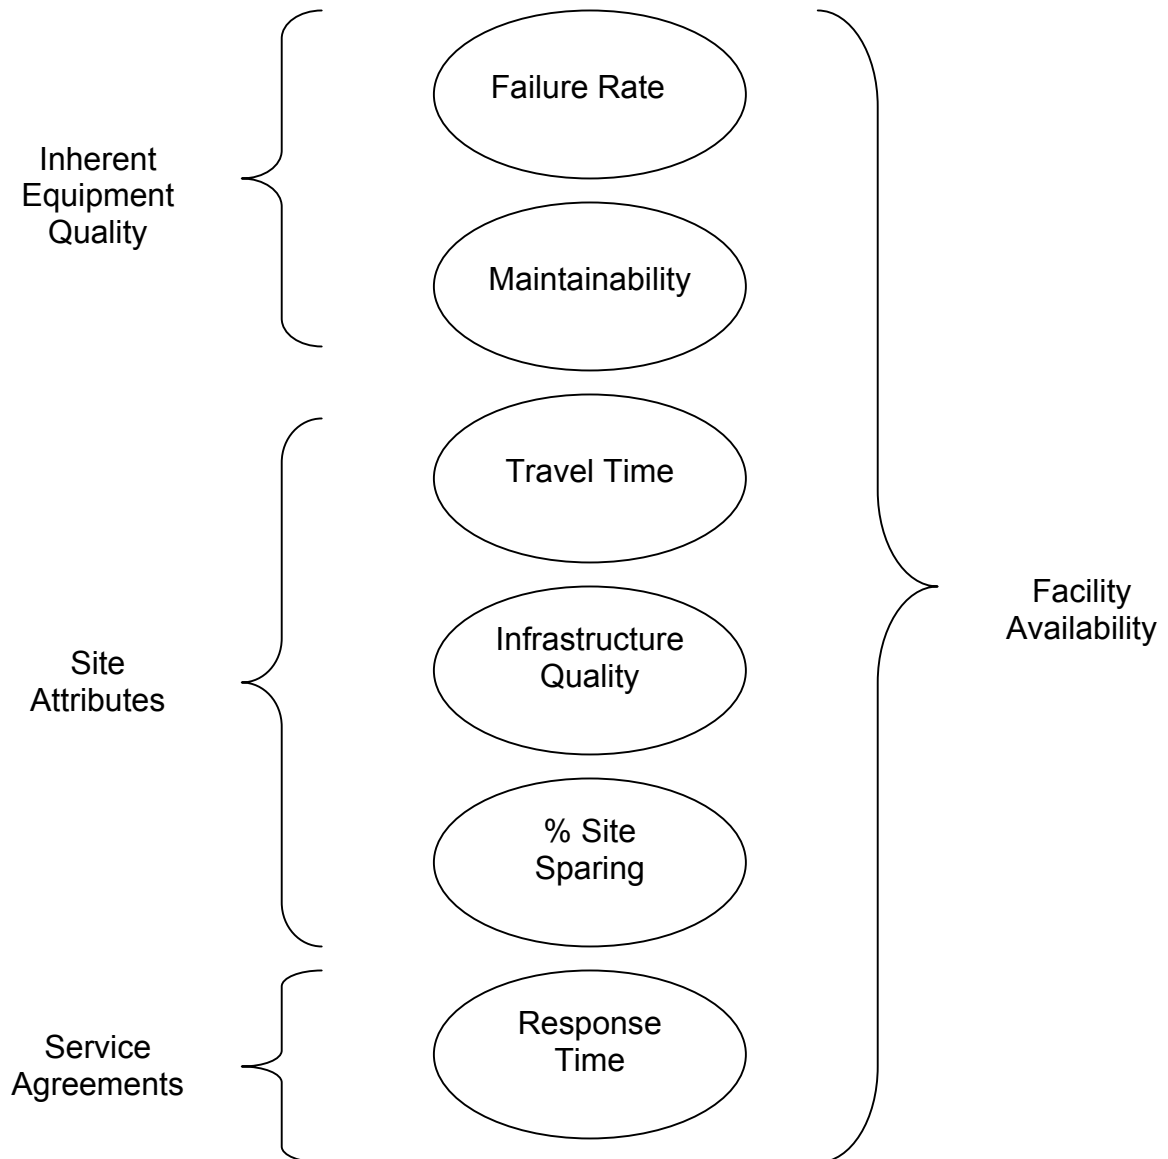 Failure Rate
Inherent
Equipment
Quality
Maintainability
Travel Time
Facility
Availability
Infrastructure
Quality
Site
Attributes
% Site
Sparing
Response
Time
Service
Agreements